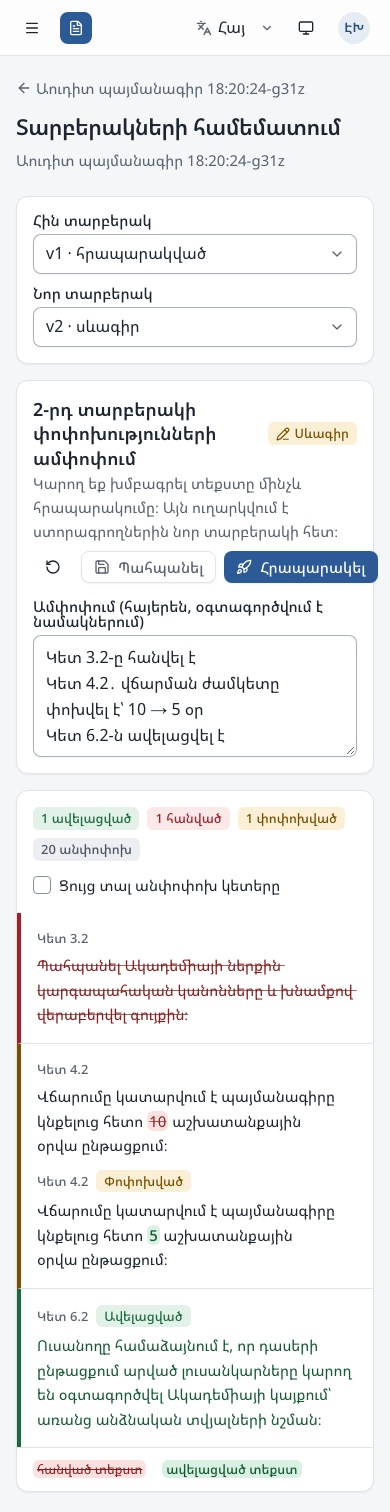 Հայ
ԷԽ
Աուդիտ պայմանագիր 18:20:24-g31z
Տարբերակների համեմատում
Աուդիտ պայմանագիր 18:20:24-g31z
Հին տարբերակ
v1 · հրապարակված
Նոր տարբերակ
v2 · սևագիր
2-րդ տարբերակի
փոփոխությունների
ամփոփում
Սևագիր
Կարող եք խմբագրել տեքստը մինչև
հրապարակումը։ Այն ուղարկվում է
ստորագրողներին նոր տարբերակի հետ։
Պահպանել
Հրապարակել
Ամփոփում (հայերեն, օգտագործվում է
նամակներում)
Կետ 3.2-ը հանվել է
Կետ 4.2․ վճարման ժամկետը
փոխվել է՝ 10 → 5 օր
Կետ 6.2-ն ավելացվել է
1 ավելացված
1 հանված
1 փոփոխված
20 անփոփոխ
Ցույց տալ անփոփոխ կետերը
Կետ 3.2
Պահպանել Ակադեմիայի ներքին
կարգապահական կանոնները և խնամքով
վերաբերվել գույքին։
Կետ 4.2
Վճարումը կատարվում է պայմանագիրը
կնքելուց հետո 10 աշխատանքային
օրվա ընթացքում։
Կետ 4.2 Փոփոխված
Վճարումը կատարվում է պայմանագիրը
կնքելուց հետո 5 աշխատանքային
օրվա ընթացքում։
Կետ 6.2 Ավելացված
Ուսանողը համաձայնում է, որ դասերի
ընթացքում արված լուսանկարները կարող
են օգտագործվել Ակադեմիայի կայքում՝
առանց անձնական տվյալների նշման։
հանված տեքստ
ավելացված տեքստ